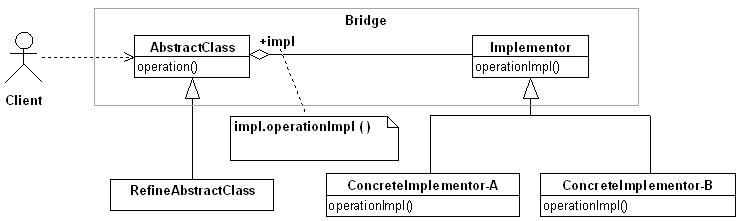 Bridge
AbstractClass
operation()
+impl
Implementor
operationImpl()
Client
impl.operationImpl ( )
RefineAbstractClass
ConcreteImplementor-A
operationImpl()
ConcreteImplementor-B
operationImpl()